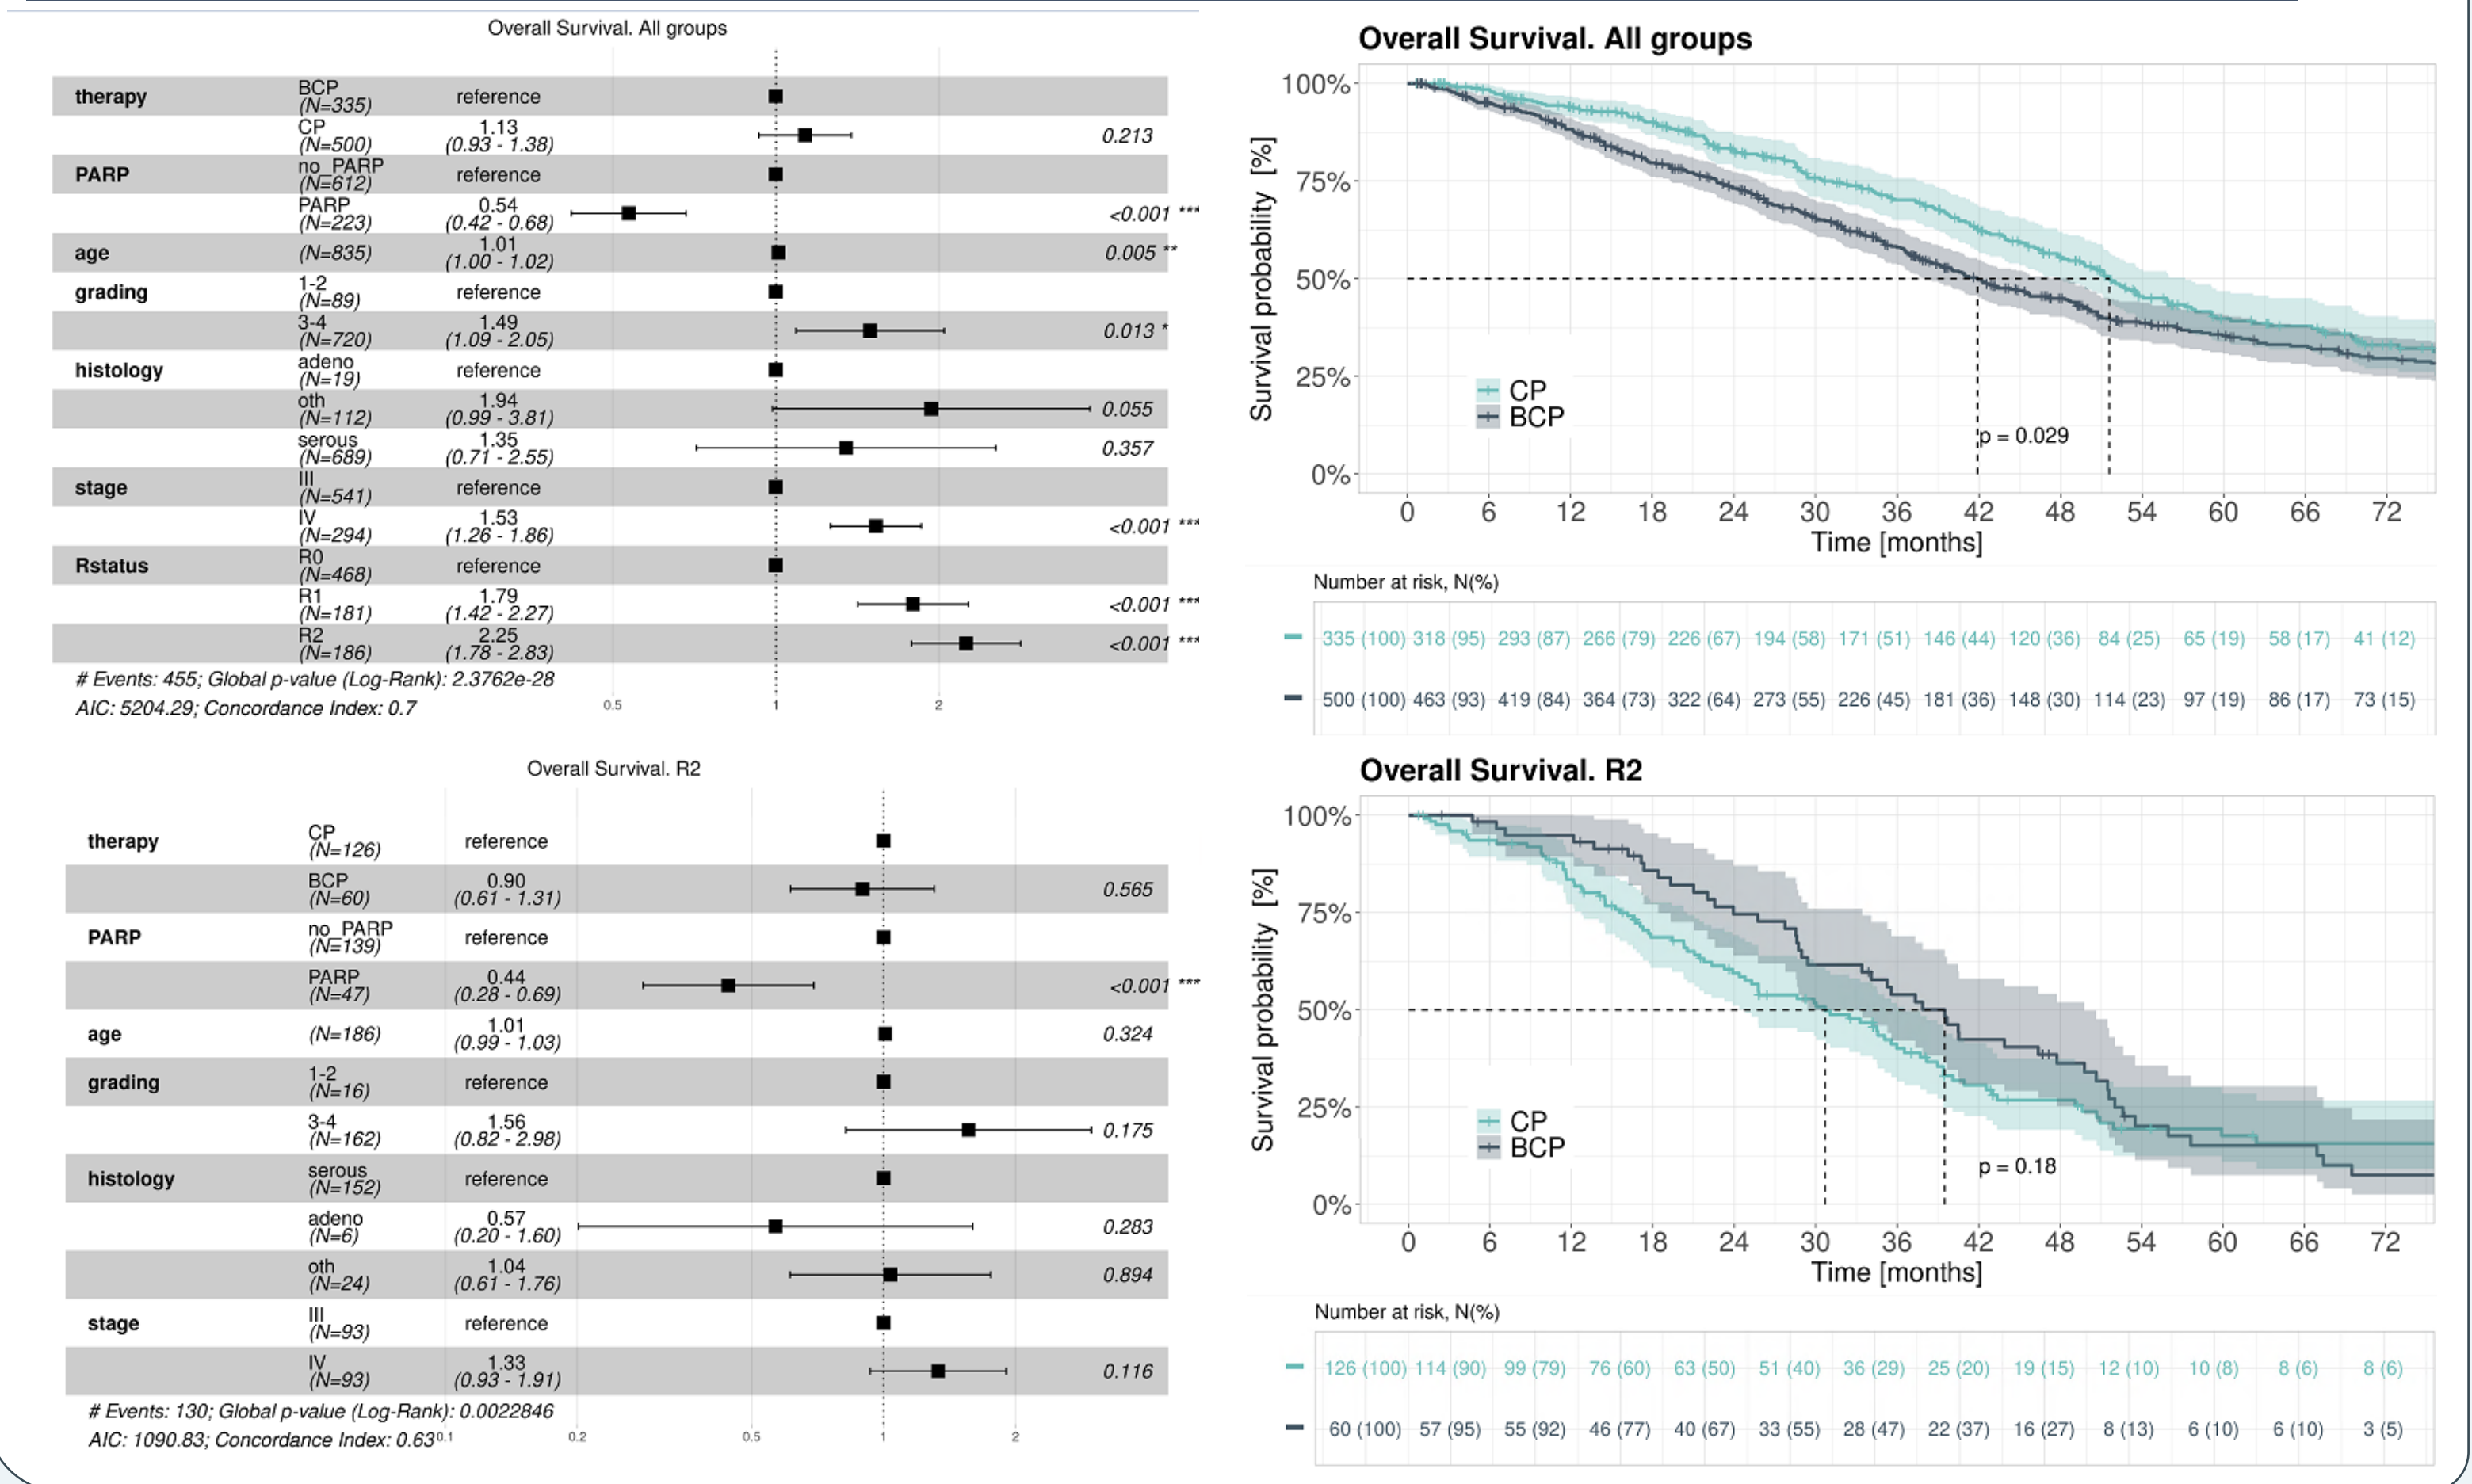 Overall Survival. All groups
therapy BCP (N=335) reference
CP (N=500) 1.13 (0.93 - 1.38) 0.213
PARP no_PARP (N=612) reference
PARP (N=223) 0.54 (0.42 - 0.68) <0.001 ***
age (N=835) 1.01 (1.00 - 1.02) 0.005 **
grading 1-2 (N=89) reference
3-4 (N=720) 1.49 (1.09 - 2.05) 0.013 *
histology adeno (N=19) reference
oth (N=112) 1.94 (0.99 - 3.81) 0.055
serous (N=689) 1.35 (0.71 - 2.55) 0.357
stage III (N=541) reference
IV (N=294) 1.53 (1.26 - 1.86) <0.001 ***
Rstatus R0 (N=468) reference
R1 (N=181) 1.79 (1.42 - 2.27) <0.001 ***
R2 (N=186) 2.25 (1.78 - 2.83) <0.001 ***
# Events: 455; Global p-value (Log-Rank): 2.3762e-28
AIC: 5204.29; Concordance Index: 0.7
0.5 1 2
Overall Survival. All groups
Survival probability [%]
100%
75%
50%
25%
0%
CP
BCP
p = 0.029
0 6 12 18 24 30 36 42 48 54 60 66 72
Time [months]
Number at risk, N(%)
335 (100) 318 (95) 293 (87) 266 (79) 226 (67) 194 (58) 171 (51) 146 (44) 120 (36) 84 (25) 65 (19) 58 (17) 41 (12)
500 (100) 463 (93) 419 (84) 364 (73) 322 (64) 273 (55) 226 (45) 181 (36) 148 (30) 114 (23) 97 (19) 86 (17) 73 (15)
Overall Survival. R2
therapy CP (N=126) reference
BCP (N=60) 0.90 (0.61 - 1.31) 0.565
PARP no_PARP (N=139) reference
PARP (N=47) 0.44 (0.28 - 0.69) <0.001 ***
age (N=186) 1.01 (0.99 - 1.03) 0.324
grading 1-2 (N=16) reference
3-4 (N=162) 1.56 (0.82 - 2.98) 0.175
histology serous (N=152) reference
adeno (N=6) 0.57 (0.20 - 1.60) 0.283
oth (N=24) 1.04 (0.61 - 1.76) 0.894
stage III (N=93) reference
IV (N=93) 1.33 (0.93 - 1.91) 0.116
# Events: 130; Global p-value (Log-Rank): 0.0022846
AIC: 1090.83; Concordance Index: 0.63
0.1 0.2 0.5 1 2
Overall Survival. R2
Survival probability [%]
100%
75%
50%
25%
0%
CP
BCP
p = 0.18
0 6 12 18 24 30 36 42 48 54 60 66 72
Time [months]
Number at risk, N(%)
126 (100) 114 (90) 99 (79) 76 (60) 63 (50) 51 (40) 36 (29) 25 (20) 19 (15) 12 (10) 10 (8) 8 (6) 8 (6)
60 (100) 57 (95) 55 (92) 46 (77) 40 (67) 33 (55) 28 (47) 22 (37) 16 (27) 8 (13) 6 (10) 6 (10) 3 (5)